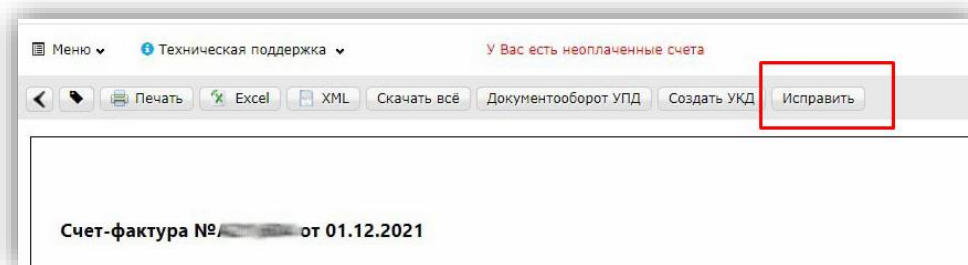 Меню Техническая поддержка У Вас есть неоплаченные счета
Печать Excel XML Скачать всё Документооборот УПД Создать УКД Исправить
Счет-фактура № от 01.12.2021